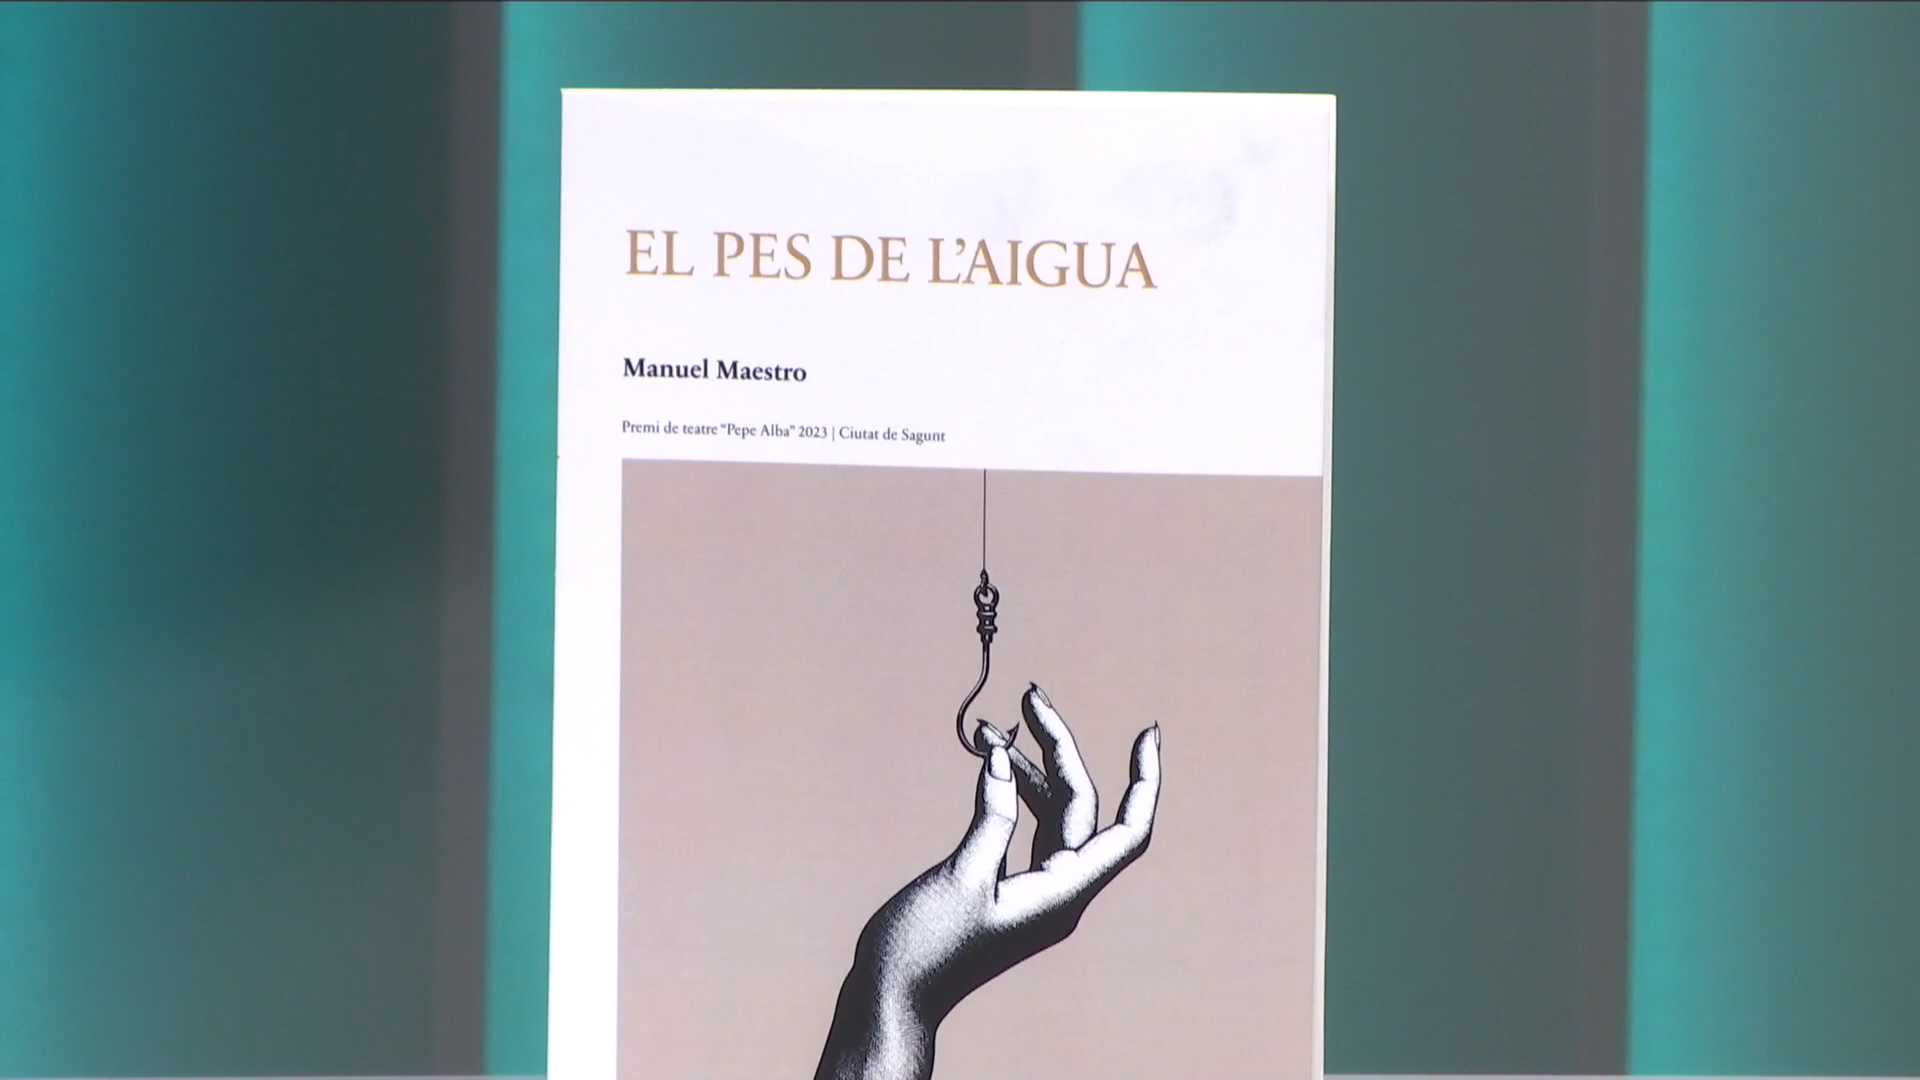 EL PES DE L’AIGUA
Manuel Maestro
Premi de teatre “Pepe Alba” 2023 | Ciutat de Sagunt